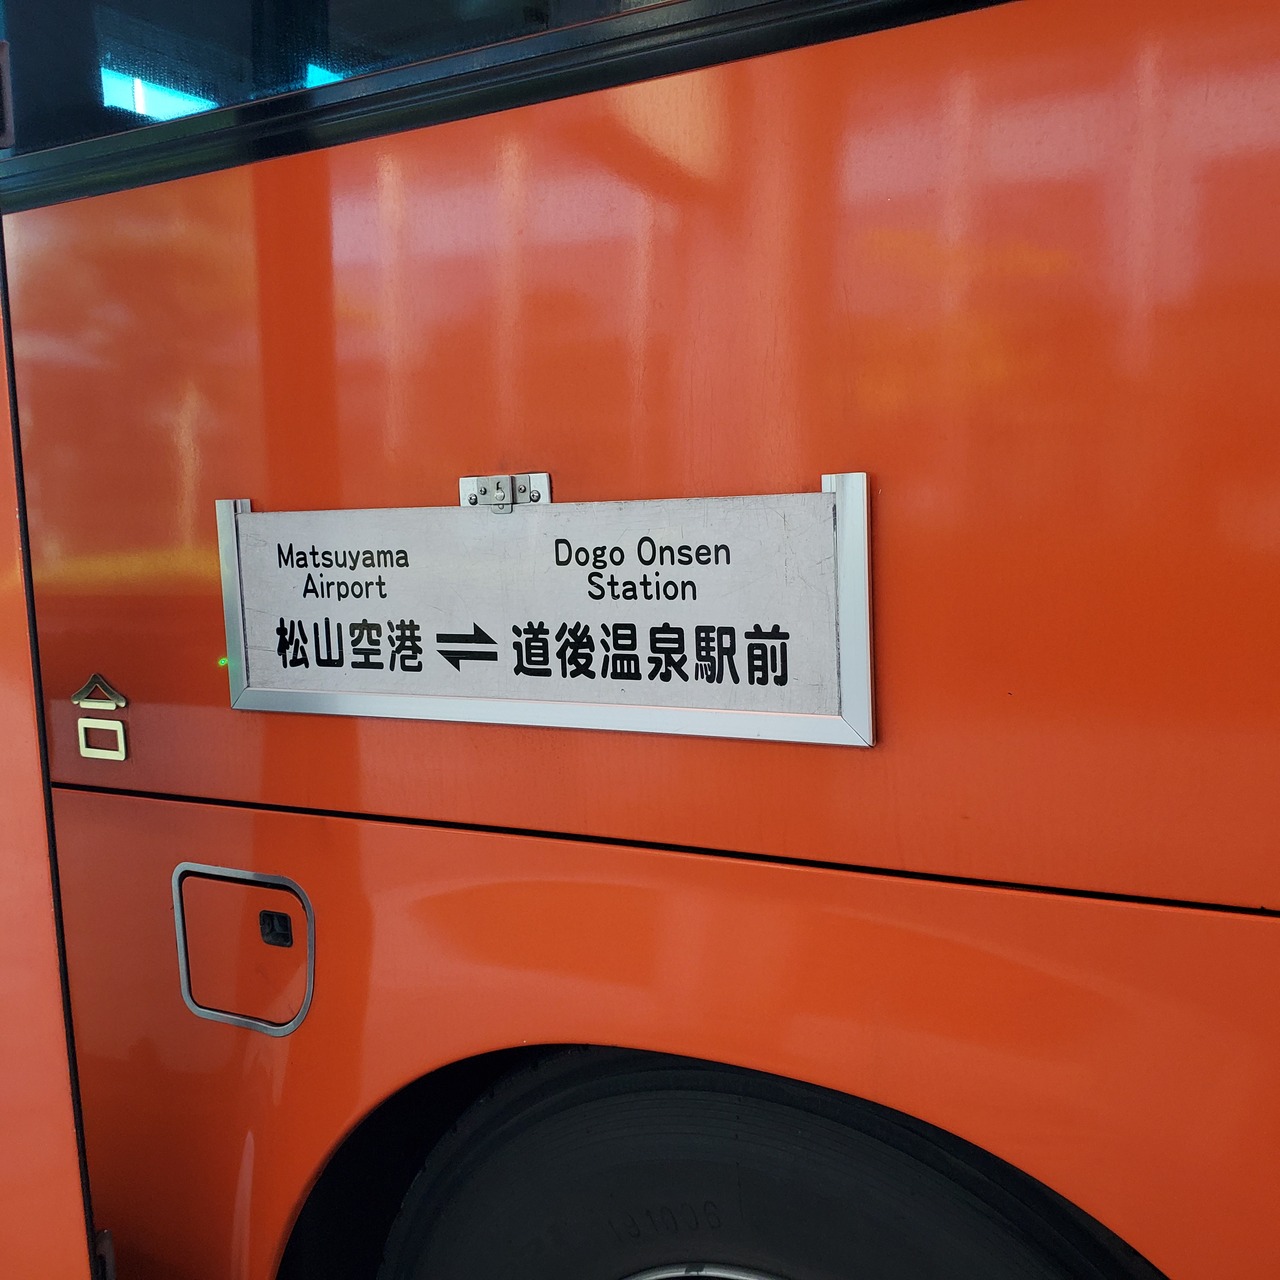 Matsuyama
Airport
Dogo Onsen
Station
松山空港 ⇌ 道後温泉駅前